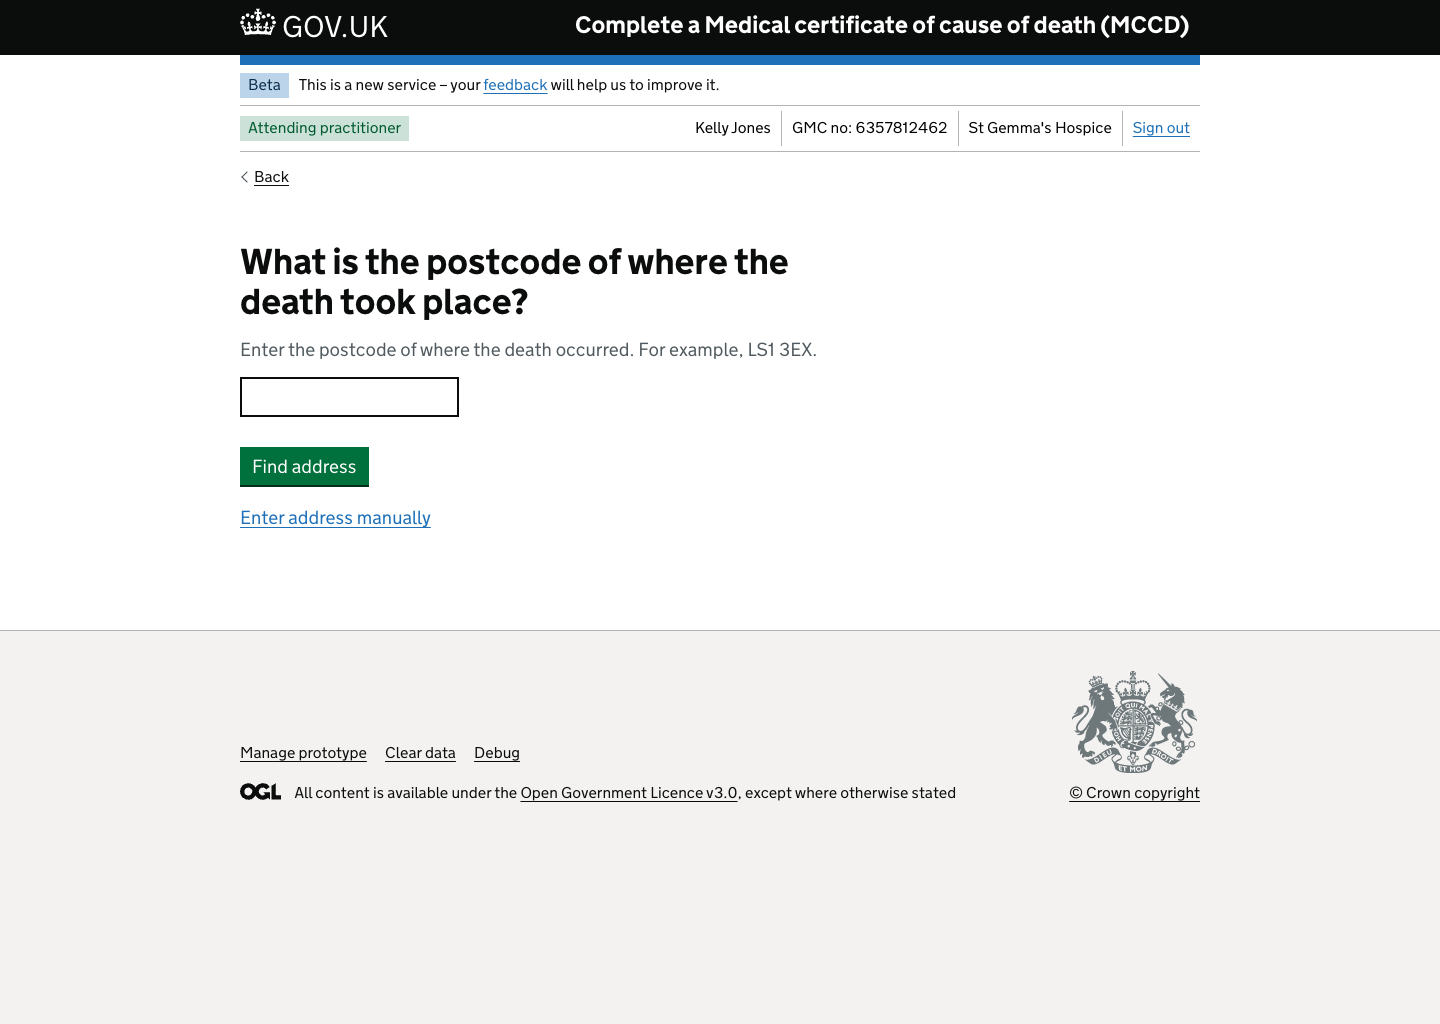 GOV.UK
Complete a Medical certificate of cause of death (MCCD)
Beta This is a new service – your feedback will help us to improve it.
Attending practitioner Kelly Jones GMC no: 6357812462 St Gemma's Hospice Sign out
Back
What is the postcode of where the
death took place?
Enter the postcode of where the death occurred. For example, LS1 3EX.
Find address
Enter address manually
Manage prototype Clear data Debug
OGL All content is available under the Open Government Licence v3.0, except where otherwise stated
DIEU ET MON DROIT
© Crown copyright